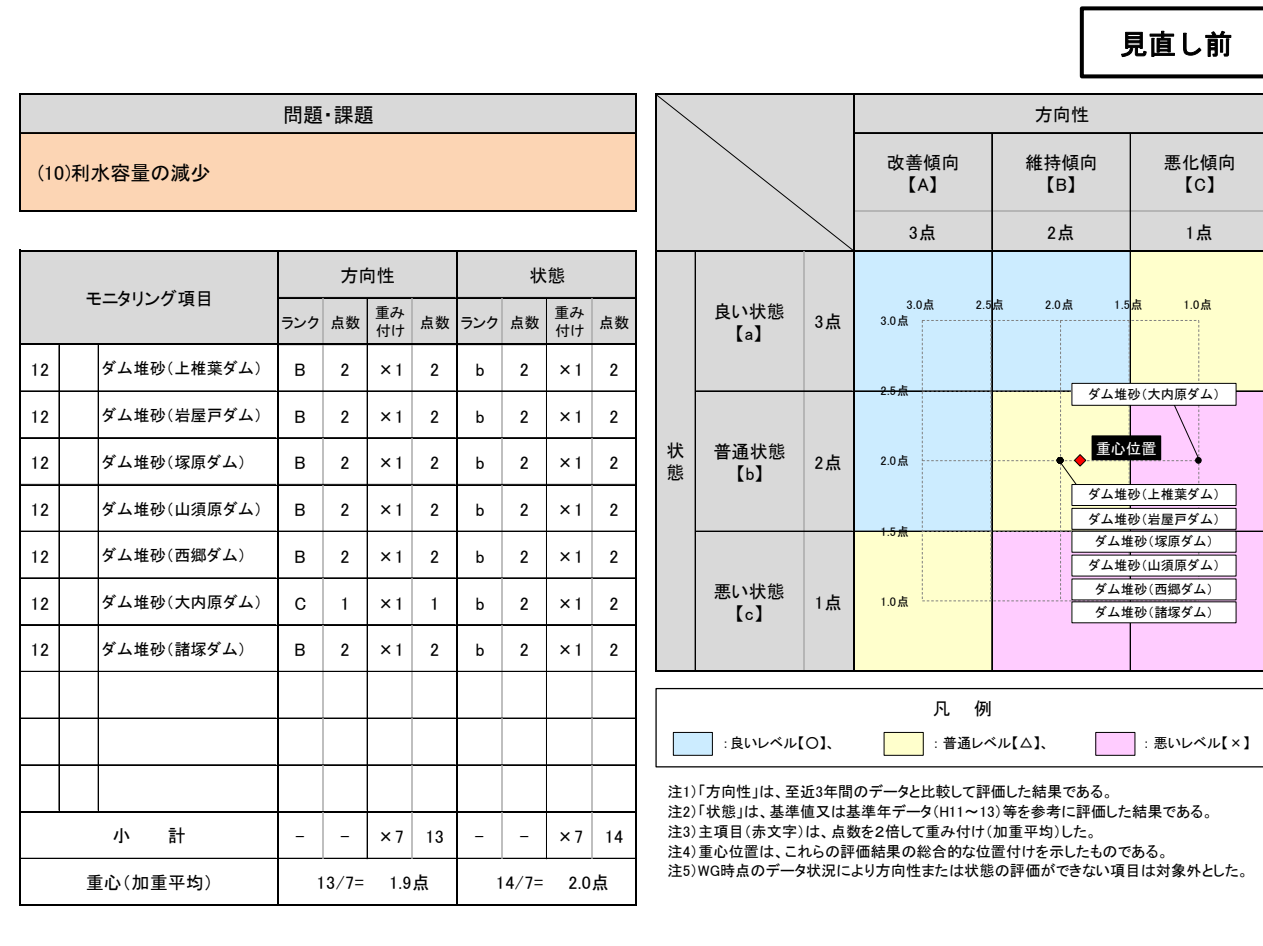 見直し前
問題・課題
(10)利水容量の減少
モニタリング項目 方向性 状態
ランク 点数 重み付け 点数 ランク 点数 重み付け 点数
12 ダム堆砂(上椎葉ダム) B 2 ×1 2 b 2 ×1 2
12 ダム堆砂(岩屋戸ダム) B 2 ×1 2 b 2 ×1 2
12 ダム堆砂(塚原ダム) B 2 ×1 2 b 2 ×1 2
12 ダム堆砂(山須原ダム) B 2 ×1 2 b 2 ×1 2
12 ダム堆砂(西郷ダム) B 2 ×1 2 b 2 ×1 2
12 ダム堆砂(大内原ダム) C 1 ×1 1 b 2 ×1 2
12 ダム堆砂(諸塚ダム) B 2 ×1 2 b 2 ×1 2
小 計 － － ×7 13 － － ×7 14
重心(加重平均) 13/7= 1.9点 14/7= 2.0点
方向性
改善傾向 維持傾向 悪化傾向
【A】 【B】 【C】
3点 2点 1点
状態
良い状態
【a】
3点
普通状態
【b】
2点
悪い状態
【c】
1点
3.0点 2.5点 2.0点 1.5点 1.0点
3.0点
2.5点
2.0点
1.5点
1.0点
ダム堆砂(大内原ダム)
重心位置
ダム堆砂(上椎葉ダム)
ダム堆砂(岩屋戸ダム)
ダム堆砂(塚原ダム)
ダム堆砂(山須原ダム)
ダム堆砂(西郷ダム)
ダム堆砂(諸塚ダム)
凡 例
：良いレベル【○】、 ：普通レベル【△】、 ：悪いレベル【×】
注1)「方向性」は、至近3年間のデータと比較して評価した結果である。
注2)「状態」は、基準値又は基準年データ(H11～13)等を参考に評価した結果である。
注3)主項目(赤文字)は、点数を2倍して重み付け(加重平均)した。
注4)重心位置は、これらの評価結果の総合的な位置付けを示したものである。
注5)WG時点のデータ状況により方向性または状態の評価ができない項目は対象外とした。